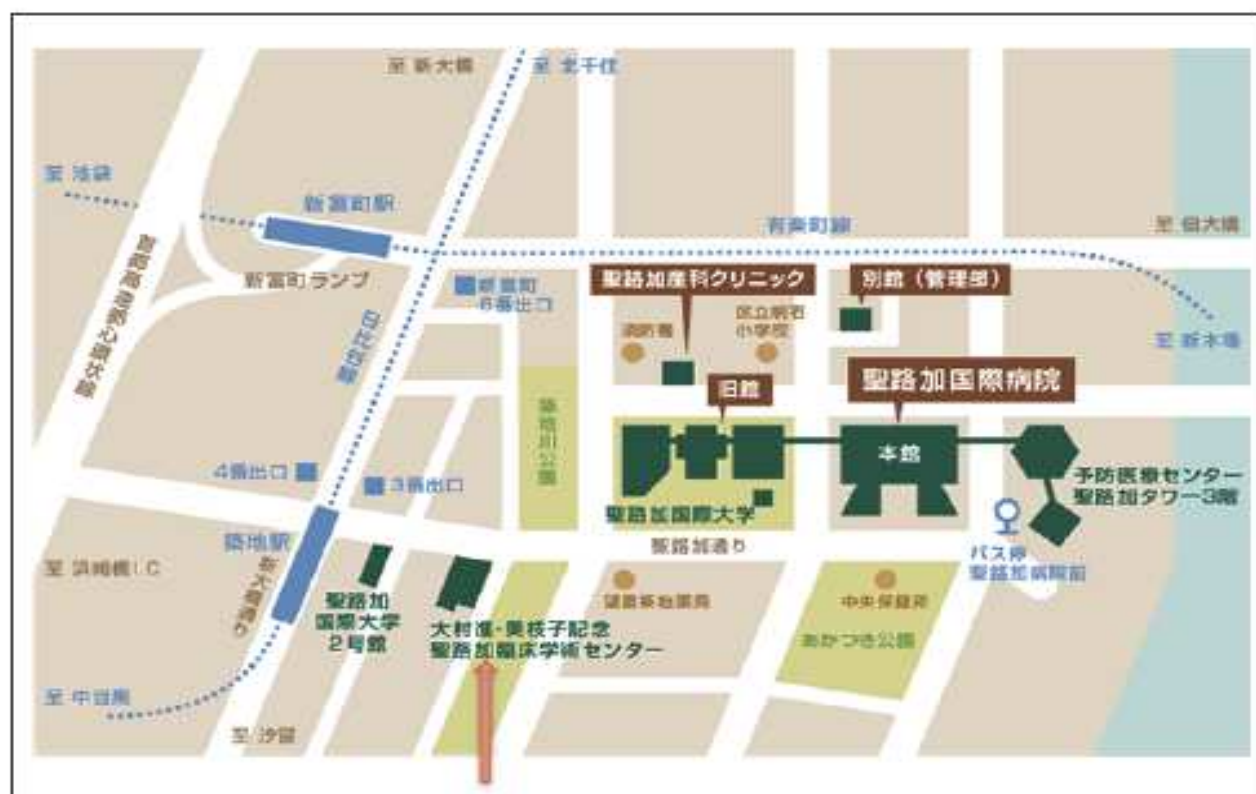 至 新大橋
至 北千住
至 池袋
新富町駅
有楽町線
至 佃大橋
首都高速都心環状線
新富町ランプ
新富町
6番出口
日比谷線
聖路加産科クリニック
別館（管理部）
消防署
区立明石
小学校
至 新木場
聖路加国際病院
旧館
築地川公園
本館
4番出口
3番出口
予防医療センター
聖路加タワー3階
聖路加国際大学
築地駅
聖路加通り
バス停
聖路加病院前
至 浜崎橋IC
新大橋通り
聖路加
国際大学
2号館
大村進・美枝子記念
聖路加臨床学術センター
中央保健所
あかつき公園
至 中目黒
至 汐留